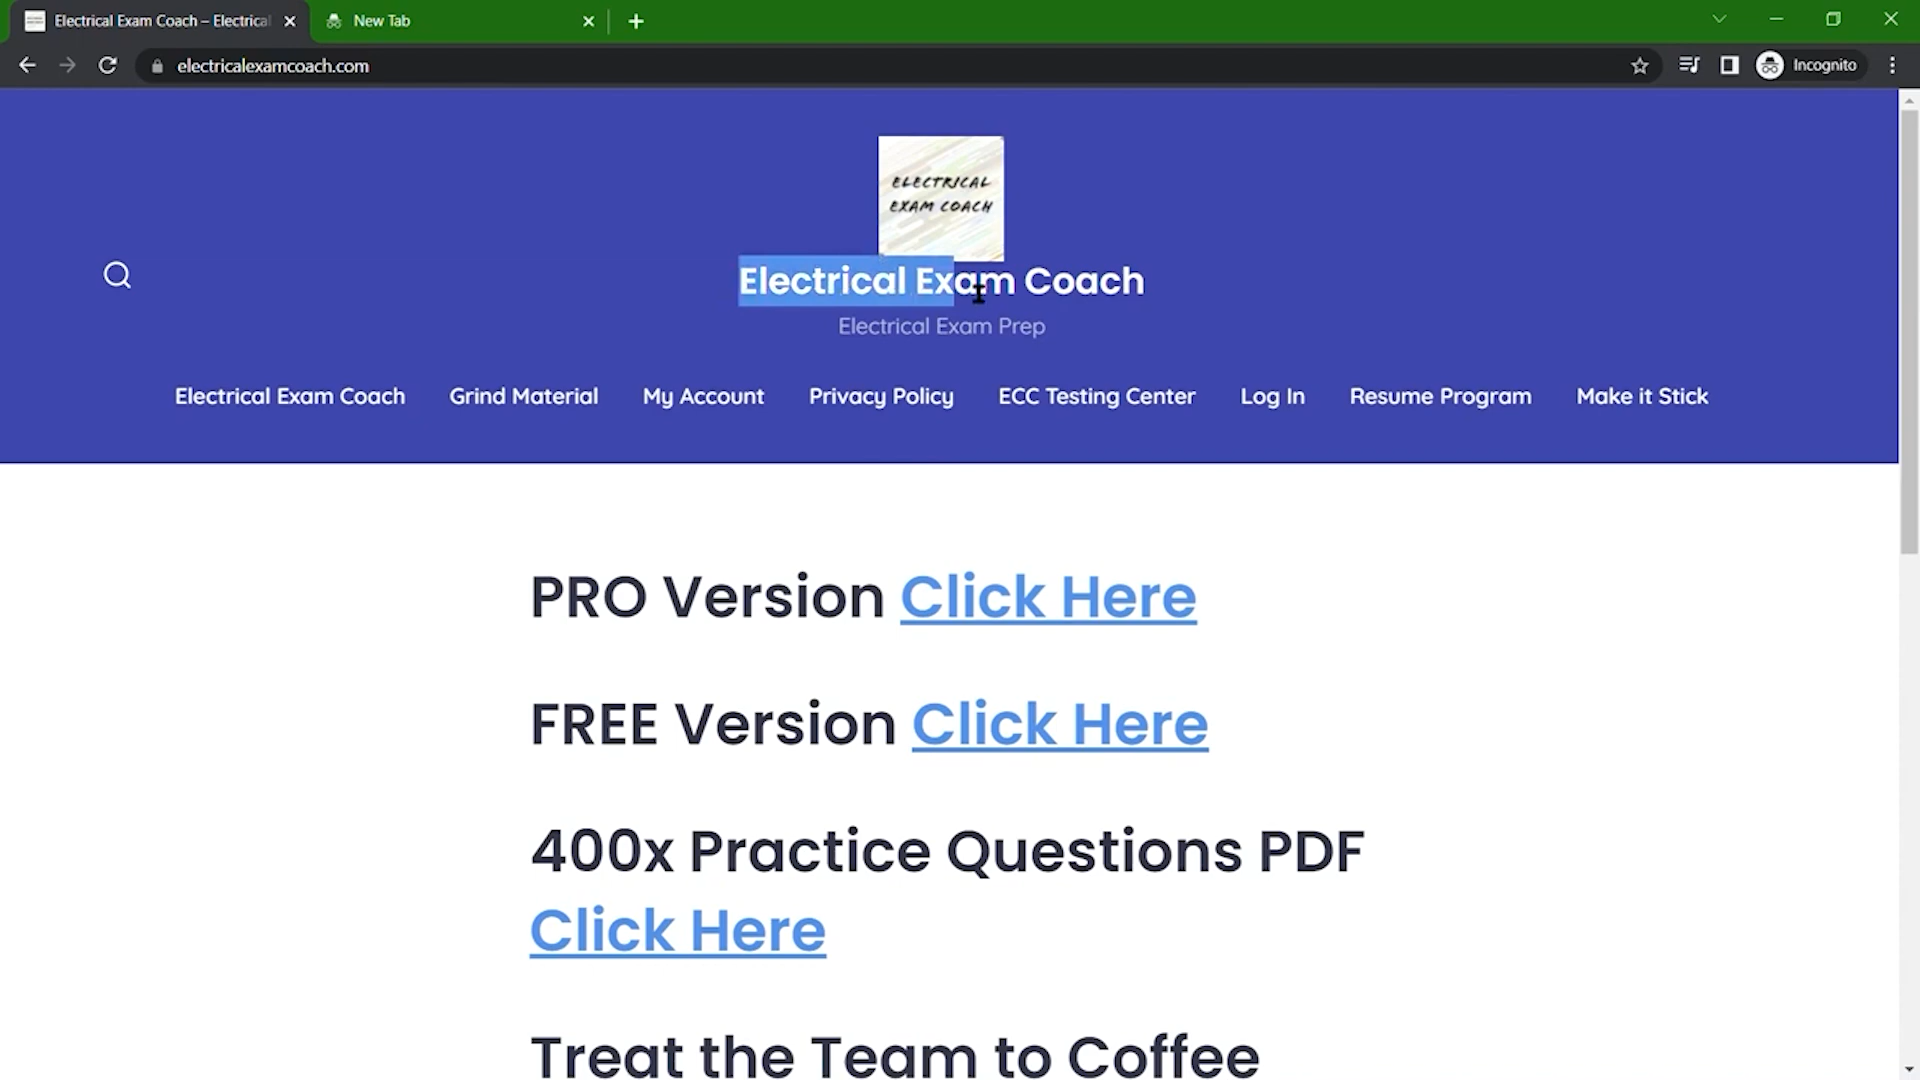 Electrical Exam Coach – Electrical
New Tab
electricalexamcoach.com
Incognito
ELECTRICAL
EXAM COACH
Electrical Exam Coach
Electrical Exam Prep
Electrical Exam Coach Grind Material My Account Privacy Policy ECC Testing Center Log In Resume Program Make it Stick
PRO Version Click Here
FREE Version Click Here
400x Practice Questions PDF
Click Here
Treat the Team to Coffee